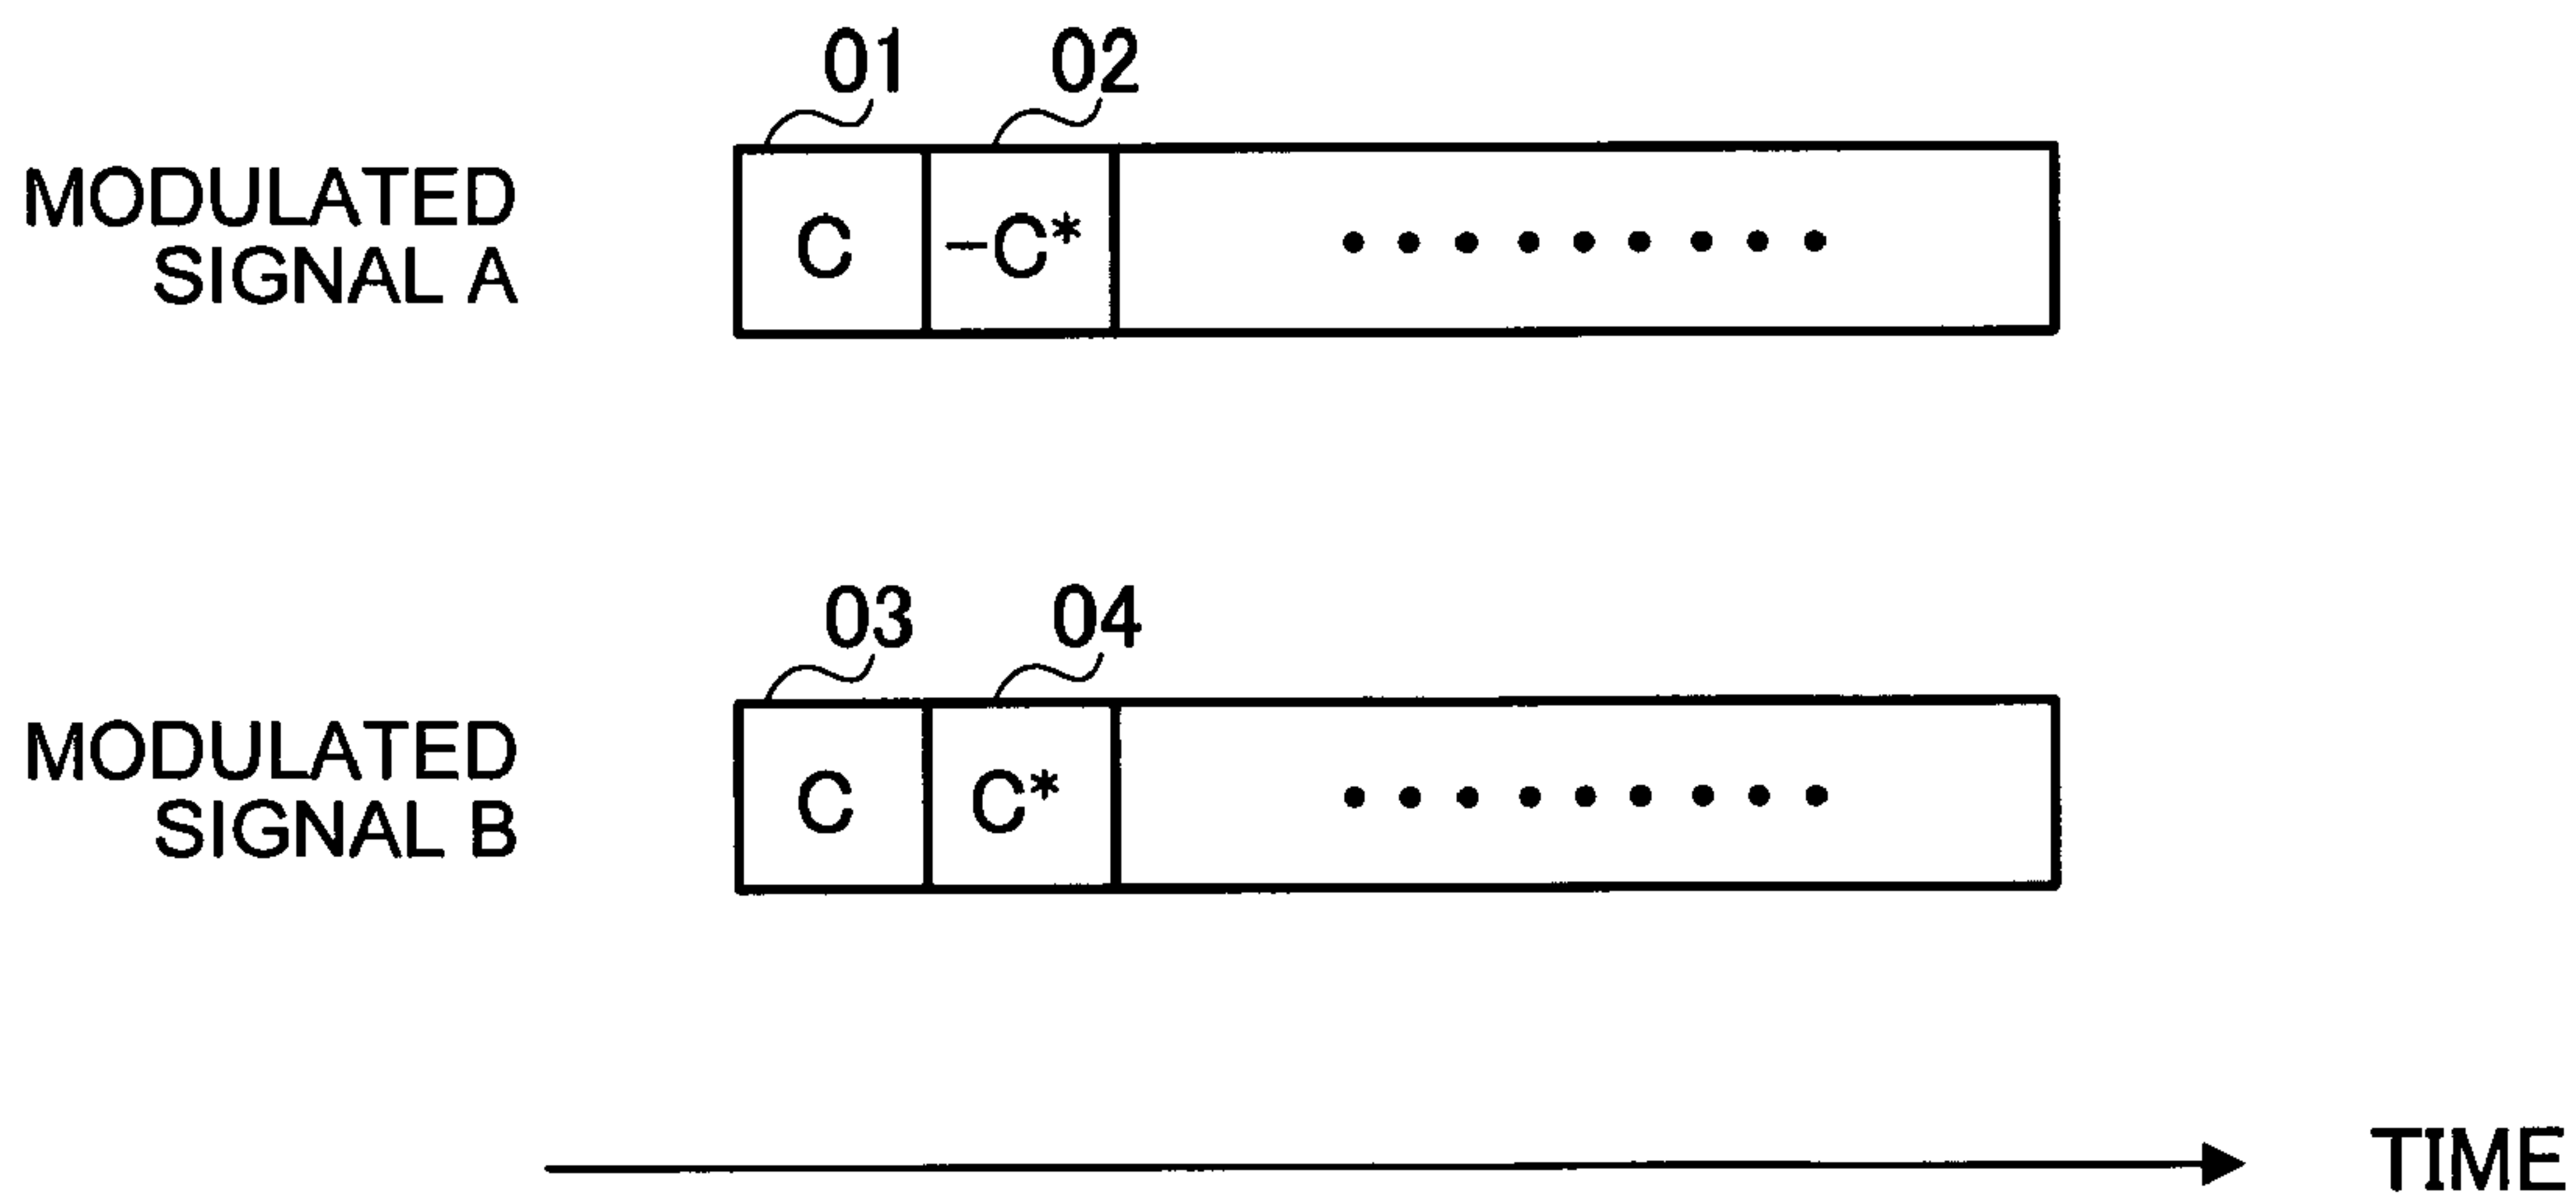 01 02
MODULATED
SIGNAL A
C -C* • • • • • • • • •
03 04
MODULATED
SIGNAL B
C C* • • • • • • • • •
TIME